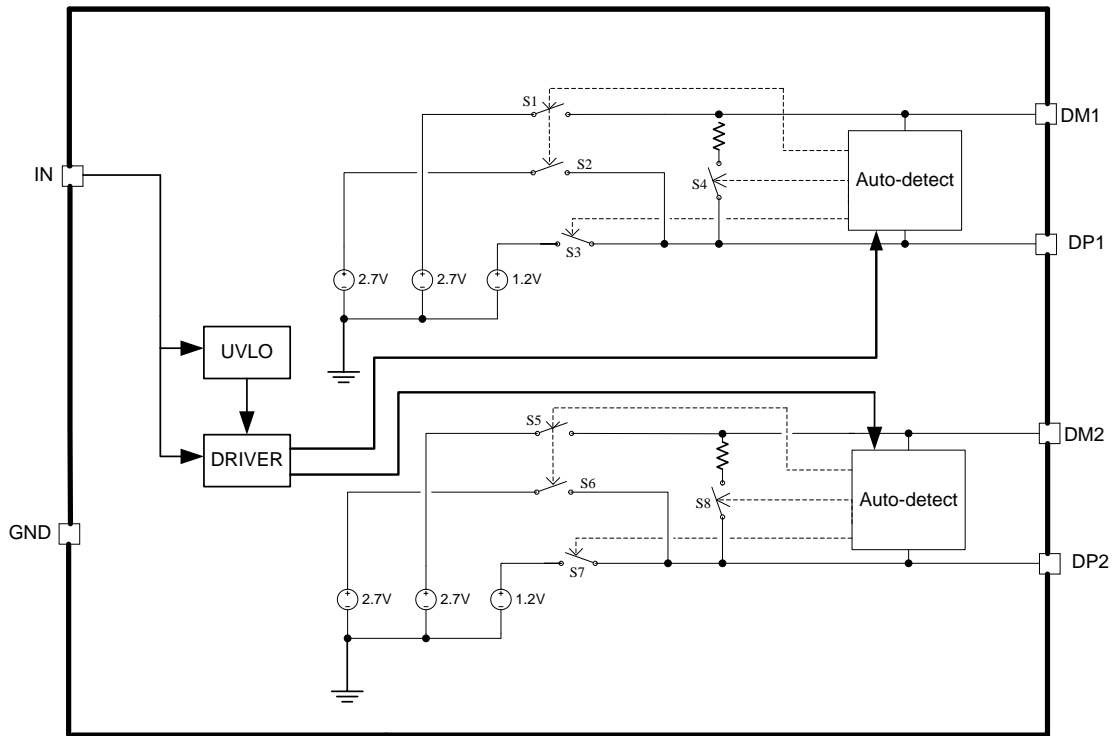 S1
DM1
IN
S2
S4
Auto-detect
S3
DP1
2.7V
2.7V
1.2V
UVLO
DRIVER
S5
DM2
S6
S8
Auto-detect
GND
S7
DP2
2.7V
2.7V
1.2V